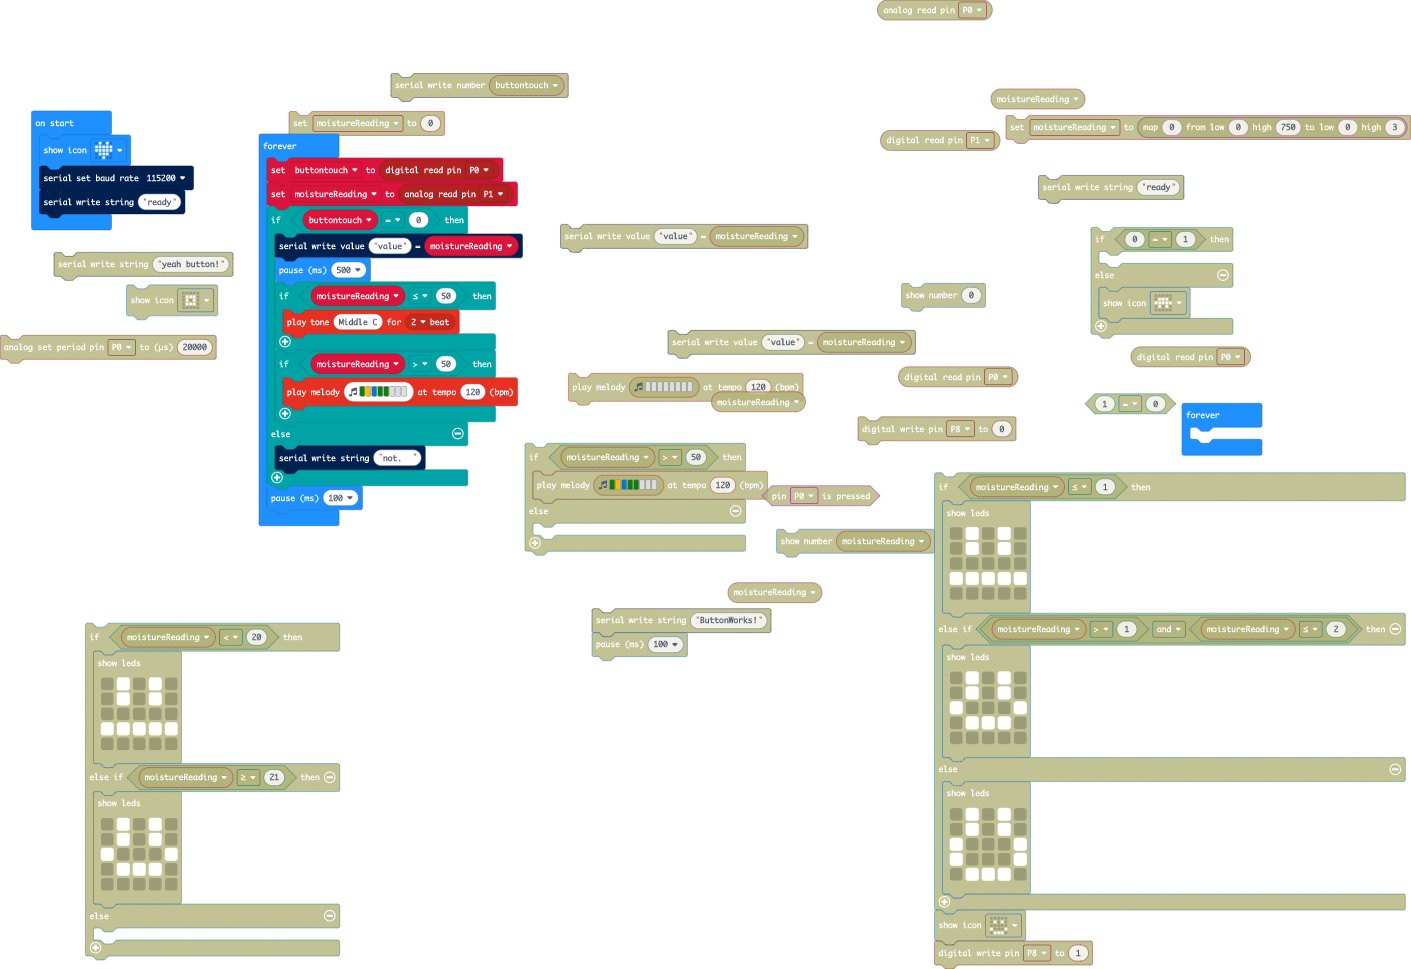 analog read pin P0
serial write number buttontouch
moistureReading
on start
set moistureReading to 0
set moistureReading to map 0 from low 0 high 750 to low 0 high 3
forever
digital read pin P1
show icon
set buttontouch to digital read pin P0
serial set baud rate 115200
serial write string "ready"
set moistureReading to analog read pin P1
serial write string "ready"
if buttontouch = 0 then
serial write value "value" = moistureReading
if 0 = 1 then
serial write value "value" = moistureReading
serial write string "yeah button!"
pause (ms) 500
else
show icon
if moistureReading ≤ 50 then
show number 0
show icon
play tone Middle C for 2 beat
analog set period pin P0 to (µs) 20000
serial write value "value" = moistureReading
digital read pin P0
if moistureReading > 50 then
digital read pin P0
play melody at tempo 120 (bpm)
play melody at tempo 120 (bpm)
moistureReading
1 = 0
forever
else
digital write pin P8 to 0
serial write string "not. "
if moistureReading > 50 then
pause (ms) 100
play melody at tempo 120 (bpm)
pin P0 is pressed
if moistureReading ≤ 1 then
else
show leds
show number moistureReading
moistureReading
serial write string "ButtonWorks!"
else if moistureReading > 1 and moistureReading ≤ 2 then
pause (ms) 100
if moistureReading < 20 then
show leds
show leds
else if moistureReading ≥ 21 then
else
show leds
show leds
else
show icon
digital write pin P8 to 1